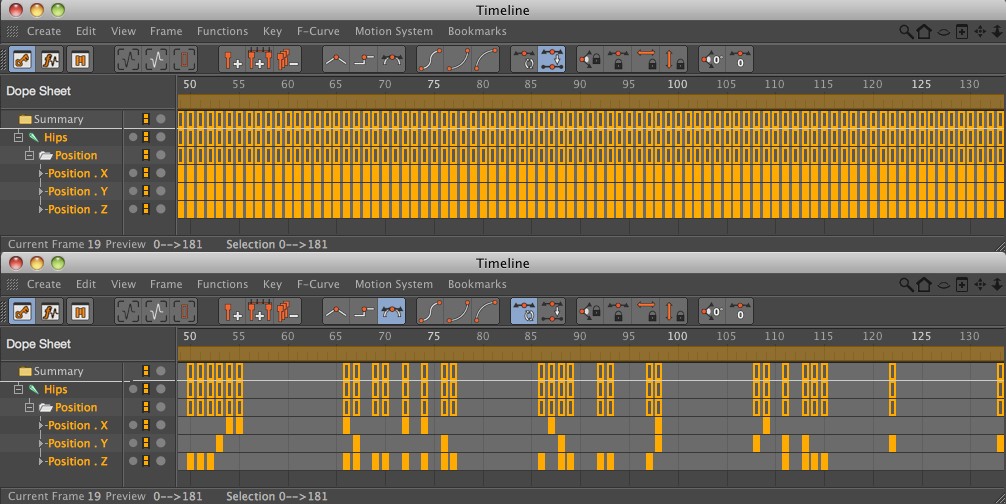 Timeline
Create Edit View Frame Functions Key F-Curve Motion System Bookmarks
0 0
Dope Sheet 50 55 60 65 70 75 80 85 90 95 100 105 110 115 120 125 130
Summary
Hips
Position
Position . X
Position . Y
Position . Z
Current Frame 19 Preview 0-->181 Selection 0-->181
Timeline
Create Edit View Frame Functions Key F-Curve Motion System Bookmarks
0 0
Dope Sheet 50 55 60 65 70 75 80 85 90 95 100 105 110 115 120 125 130
Summary
Hips
Position
Position . X
Position . Y
Position . Z
Current Frame 19 Preview 0-->181 Selection 0-->181